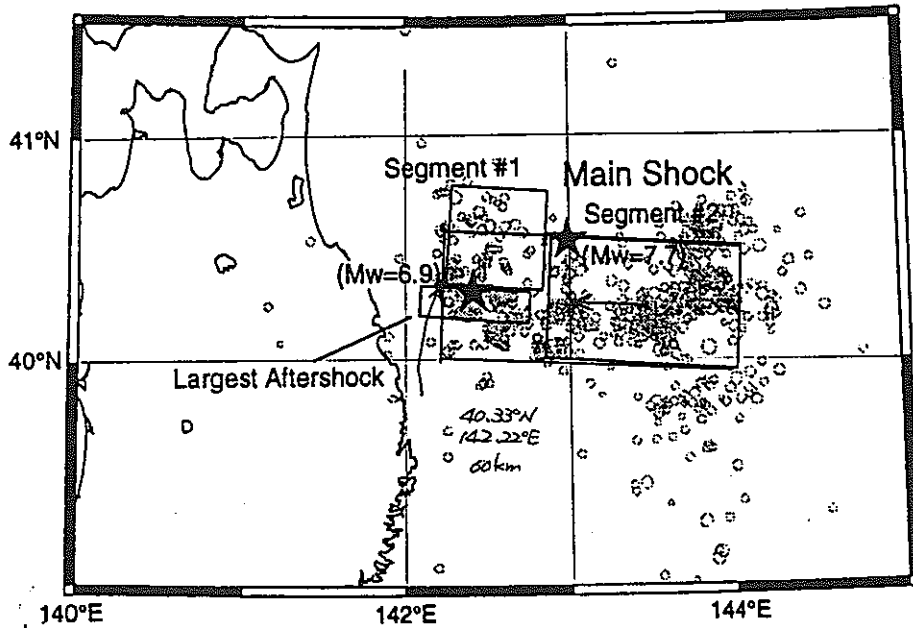 41°N
Segment #1
Main Shock
Segment #2
(Mw=7.7)
(Mw=6.9)
40°N
Largest Aftershock
40.33°N
142.22°E
60km
140°E
142°E
144°E